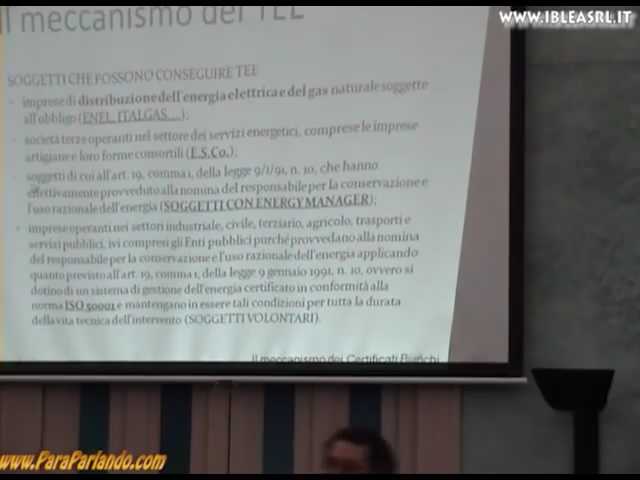 WWW.IBLEASRL.IT
Il meccanismo dei TEE
SOGGETTI CHE POSSONO CONSEGUIRE TEE
imprese di distribuzione dell'energia elettrica e del gas naturale soggette
all'obbligo (ENEL, ITALGAS....);
società terze operanti nel settore dei servizi energetici, comprese le imprese
artigiane e loro forme consortili (E.S.Co.);
soggetti di cui all'art. 19, comma 1, della legge 9/1/91, n. 10, che hanno
effettivamente provveduto alla nomina del responsabile per la conservazione e
l'uso razionale dell'energia (SOGGETTI CON ENERGY MANAGER);
imprese operanti nei settori industriale, civile, terziario, agricolo, trasporti e
servizi pubblici, ivi compresi gli Enti pubblici purché provvedano alla nomina
del responsabile per la conservazione e l'uso razionale dell'energia applicando
quanto previsto all'art. 19, comma 1, della legge 9 gennaio 1991, n. 10, ovvero si
dotino di un sistema di gestione dell'energia certificato in conformità alla
norma ISO 50001 e mantengano in essere tali condizioni per tutta la durata
della vita tecnica dell'intervento (SOGGETTI VOLONTARI).
Il meccanismo dei Certificati Bianchi
www.ParaParlando.com